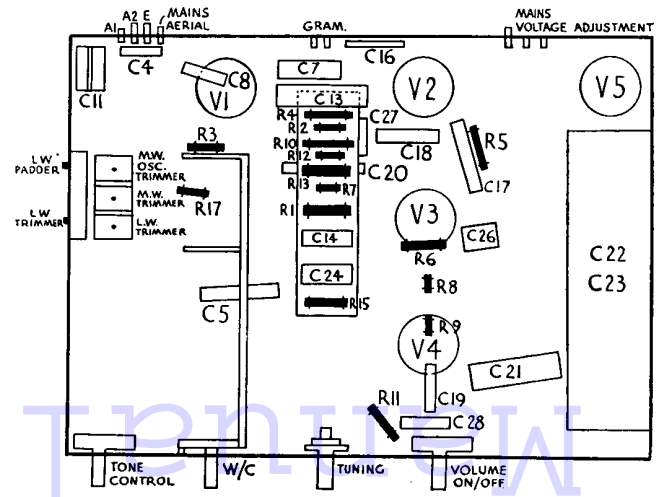 A1 A2 E MAINS AERIAL
GRAM.
MAINS VOLTAGE ADJUSTMENT
C4
C16
C11
C8
V1
C7
C13
V2
V5
R4
C27
R2
R10
R12
C18
R5
R3
C20
R13
R7
C17
LW PADDER
M.W. OSC. TRIMMER
M.W. TRIMMER
R17
R1
V3
LW TRIMMER
L.W. TRIMMER
C14
C26
R6
C22
C23
C24
R8
C5
R15
R9
V4
C21
C19
R11
C28
Manual
TONE CONTROL
W/C
TUNING
VOLUME ON/OFF